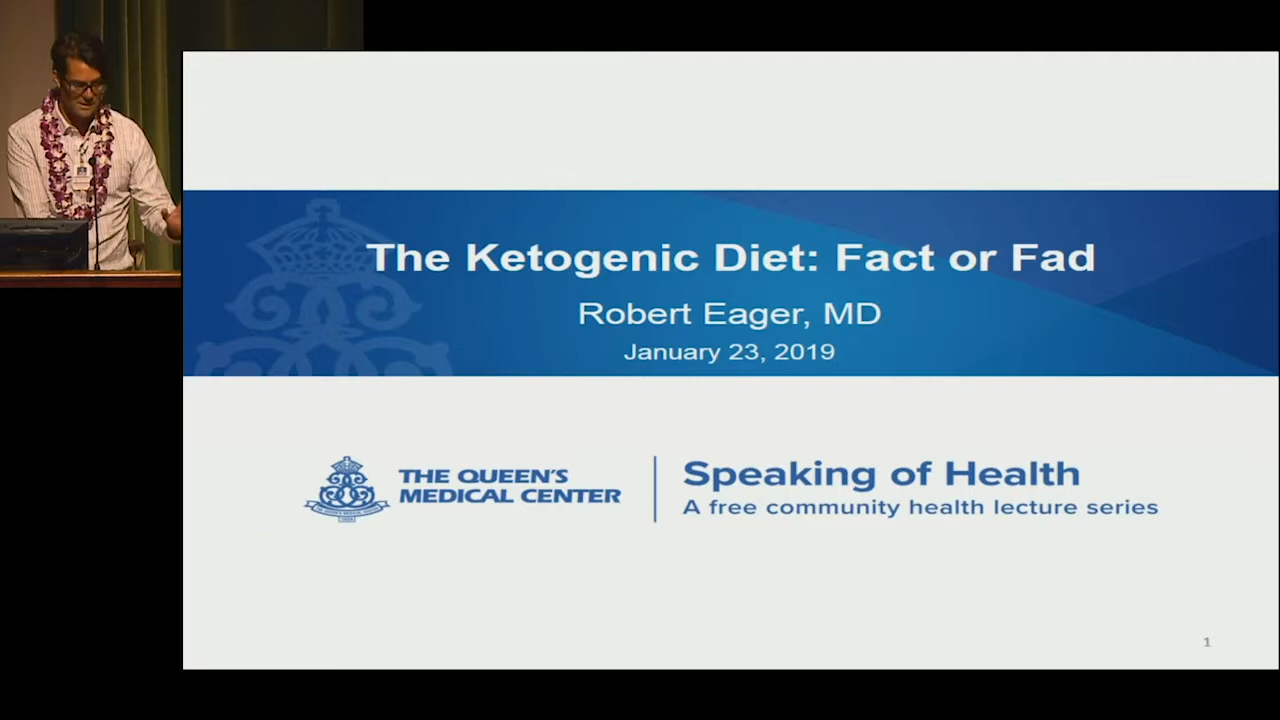 The Ketogenic Diet: Fact or Fad
Robert Eager, MD
January 23, 2019
THE QUEEN'S
MEDICAL CENTER
Speaking of Health
A free community health lecture series
1